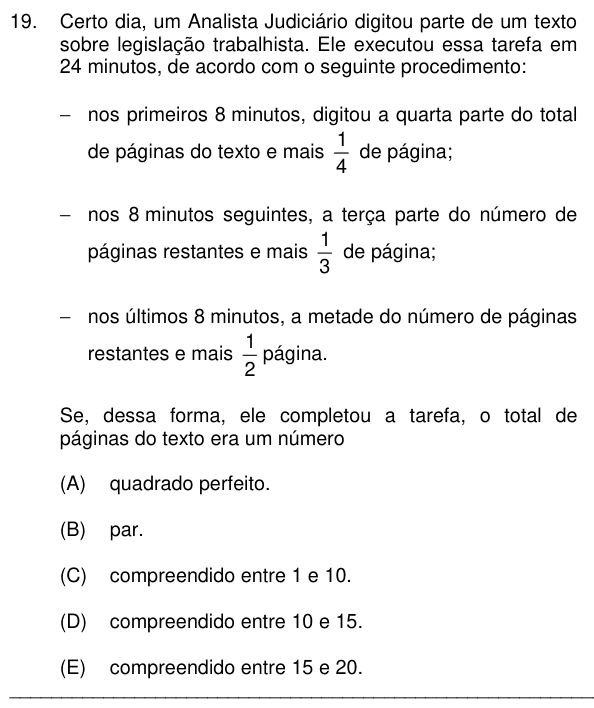 19. Certo dia, um Analista Judiciário digitou parte de um texto
sobre legislação trabalhista. Ele executou essa tarefa em
24 minutos, de acordo com o seguinte procedimento:
– nos primeiros 8 minutos, digitou a quarta parte do total
de páginas do texto e mais 1/4 de página;
– nos 8 minutos seguintes, a terça parte do número de
páginas restantes e mais 1/3 de página;
– nos últimos 8 minutos, a metade do número de páginas
restantes e mais 1/2 página.
Se, dessa forma, ele completou a tarefa, o total de
páginas do texto era um número
(A) quadrado perfeito.
(B) par.
(C) compreendido entre 1 e 10.
(D) compreendido entre 10 e 15.
(E) compreendido entre 15 e 20.